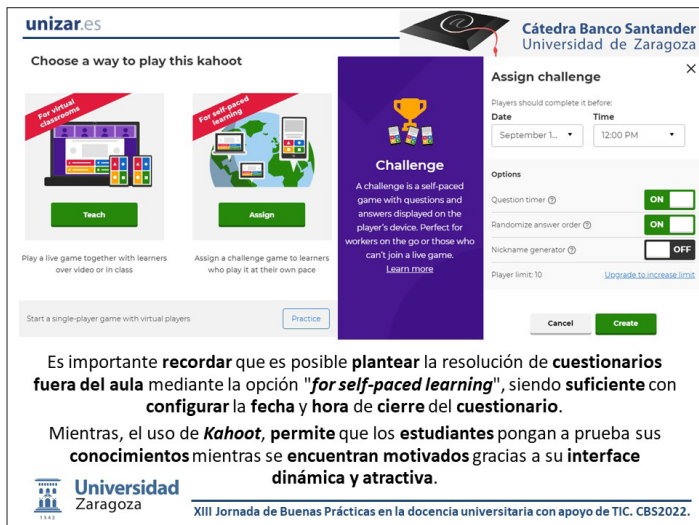 unizar.es
Cátedra Banco Santander
Universidad de Zaragoza
Choose a way to play this kahoot
For virtual
classrooms
Teach
Play a live game together with learners
over video or in class
For self-paced
learning
Assign
Assign a challenge game to learners
who play it at their own pace
Start a single-player game with virtual players
Practice
Challenge
A challenge is a self-paced
game with questions and
answers displayed on the
player's device. Perfect for
workers on the go or those who
can't join a live game.
Learn more
Assign challenge
Players should complete it before:
Date
Time
September 1...
12:00 PM
Options
Question timer
ON
Randomize answer order
ON
Nickname generator
OFF
Player limit: 10
Upgrade to increase limit
Cancel
Create
Es importante recordar que es posible plantear la resolución de cuestionarios
fuera del aula mediante la opción "for self-paced learning", siendo suficiente con
configurar la fecha y hora de cierre del cuestionario.
Mientras, el uso de Kahoot, permite que los estudiantes pongan a prueba sus
conocimientos mientras se encuentran motivados gracias a su interface
dinámica y atractiva.
Universidad
Zaragoza
1542
XIII Jornada de Buenas Prácticas en la docencia universitaria con apoyo de TIC. CBS2022.